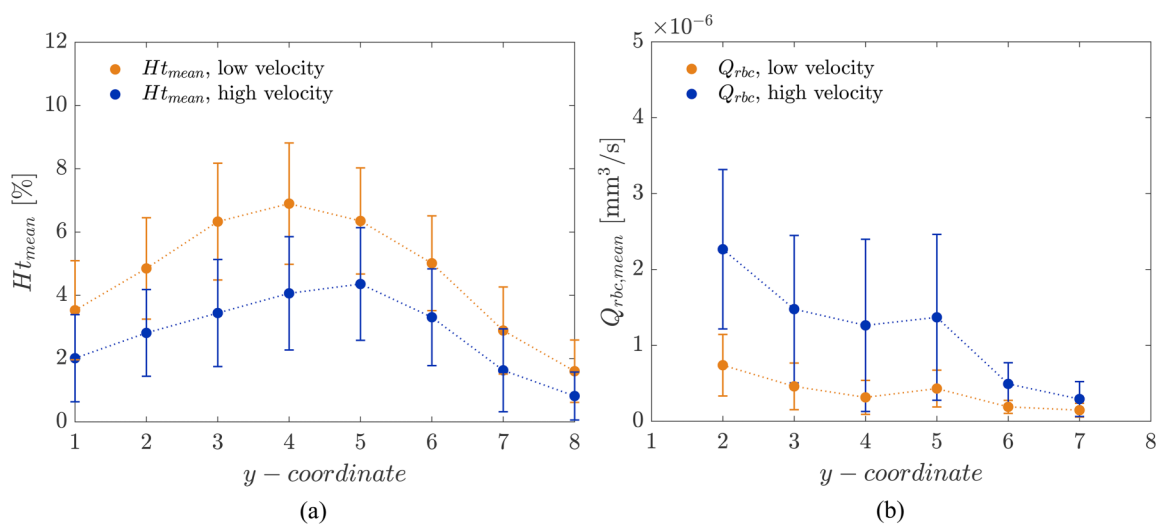 12
10
8
6
4
2
0
Ht_mean [%]
Ht_mean, low velocity
Ht_mean, high velocity
1 2 3 4 5 6 7 8
y − coordinate
(a)
×10⁻⁶
5
4
3
2
1
0
Q_rbc,mean [mm³/s]
Q_rbc, low velocity
Q_rbc, high velocity
1 2 3 4 5 6 7 8
y − coordinate
(b)